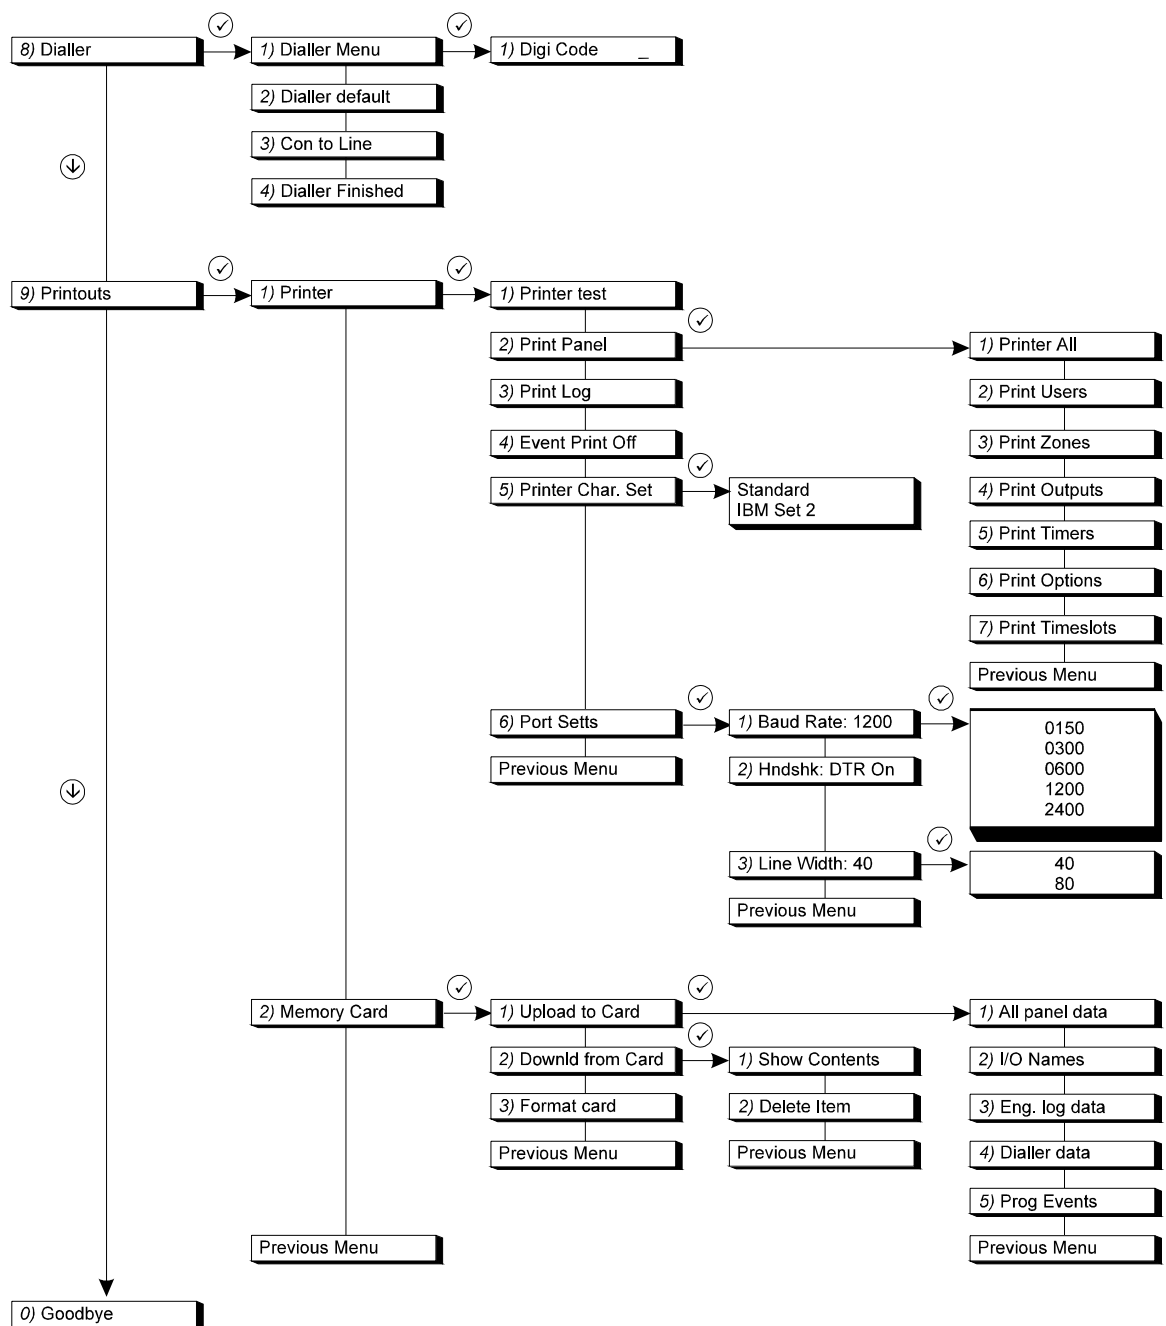 8) Dialler
1) Dialler Menu
1) Digi Code _
2) Dialler default
3) Con to Line
4) Dialler Finished
9) Printouts
1) Printer
1) Printer test
2) Print Panel
1) Printer All
2) Print Users
3) Print Zones
4) Print Outputs
5) Print Timers
6) Print Options
7) Print Timeslots
Previous Menu
3) Print Log
4) Event Print Off
5) Printer Char. Set
Standard
IBM Set 2
6) Port Setts
1) Baud Rate: 1200
0150
0300
0600
1200
2400
2) Hndshk: DTR On
3) Line Width: 40
40
80
Previous Menu
Previous Menu
2) Memory Card
1) Upload to Card
1) All panel data
2) I/O Names
3) Eng. log data
4) Dialler data
5) Prog Events
Previous Menu
2) Downld from Card
1) Show Contents
2) Delete Item
Previous Menu
3) Format card
Previous Menu
Previous Menu
0) Goodbye